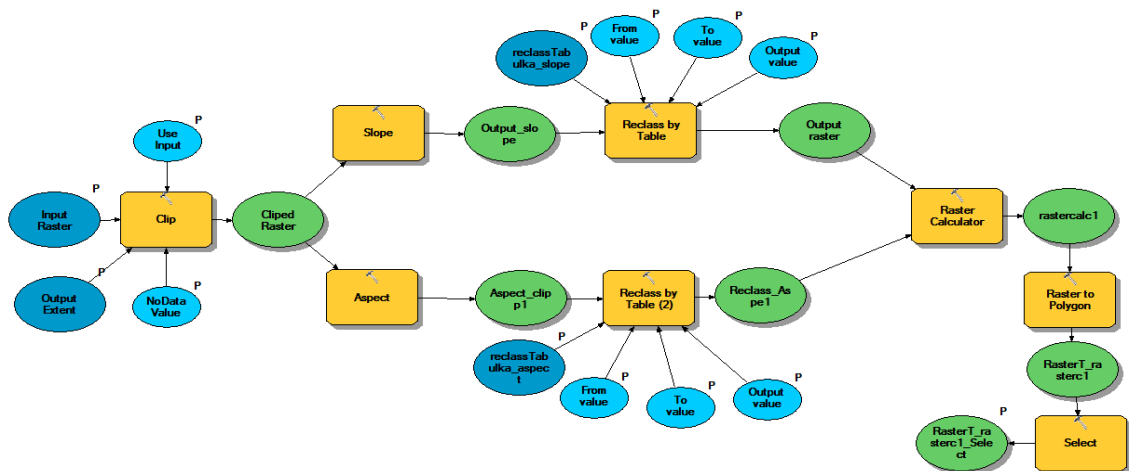 P
From
value
P
To
value
P
Output
value
P
reclassTab
ulka_slope
P
Use
Input
Slope
Output_slo
pe
Reclass by
Table
Output
raster
P
Input
Raster
Clip
Cliped
Raster
Raster
Calculator
rastercalc1
P
Output
Extent
P
NoData
Value
Aspect
Aspect_clip
p1
Reclass by
Table (2)
Reclass_As
pe1
Raster to
Polygon
P
reclassTab
ulka_aspec
t
P
From
value
P
To
value
P
Output
value
RasterT_ra
sterc1
P
RasterT_ra
sterc1_Sele
ct
Select